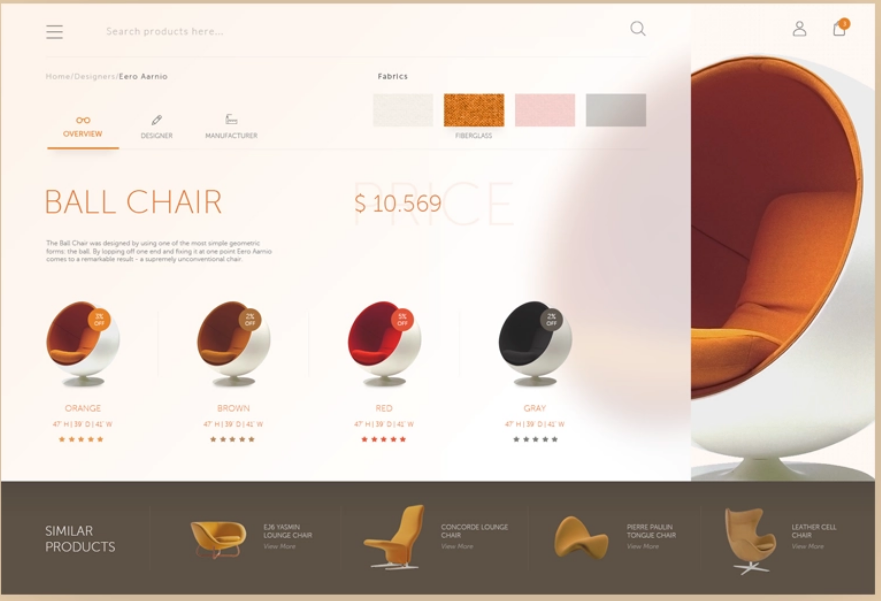 Search products here...
3
Home/Designers/Eero Aarnio
Fabrics
OVERVIEW
DESIGNER
MANUFACTURER
FIBERGLASS
BALL CHAIR
PRICE
$ 10.569
The Ball Chair was designed by using one of the most simple geometric
forms: the ball. By lopping off one end and fixing it at one point Eero Aarnio
comes to a remarkable result - a supremely unconventional chair.
3% OFF
2% OFF
5% OFF
2% OFF
ORANGE
47' H | 39' D | 41' W
BROWN
47' H | 39' D | 41' W
RED
47' H | 39' D | 41' W
GRAY
47' H | 39' D | 41' W
SIMILAR
PRODUCTS
EJ6 YASMIN
LOUNGE CHAIR
View More
CONCORDE LOUNGE
CHAIR
View More
PIERRE PAULIN
TONGUE CHAIR
View More
LEATHER CELL
CHAIR
View More